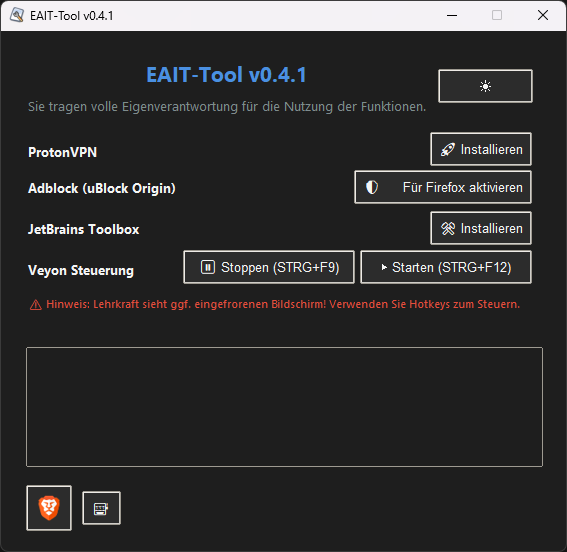 EAIT-Tool v0.4.1
EAIT-Tool v0.4.1
Sie tragen volle Eigenverantwortung für die Nutzung der Funktionen.
ProtonVPN
Installieren
Adblock (uBlock Origin)
Für Firefox aktivieren
JetBrains Toolbox
Installieren
Veyon Steuerung
Stoppen (STRG+F9)
Starten (STRG+F12)
Hinweis: Lehrkraft sieht ggf. eingefrorenen Bildschirm! Verwenden Sie Hotkeys zum Steuern.